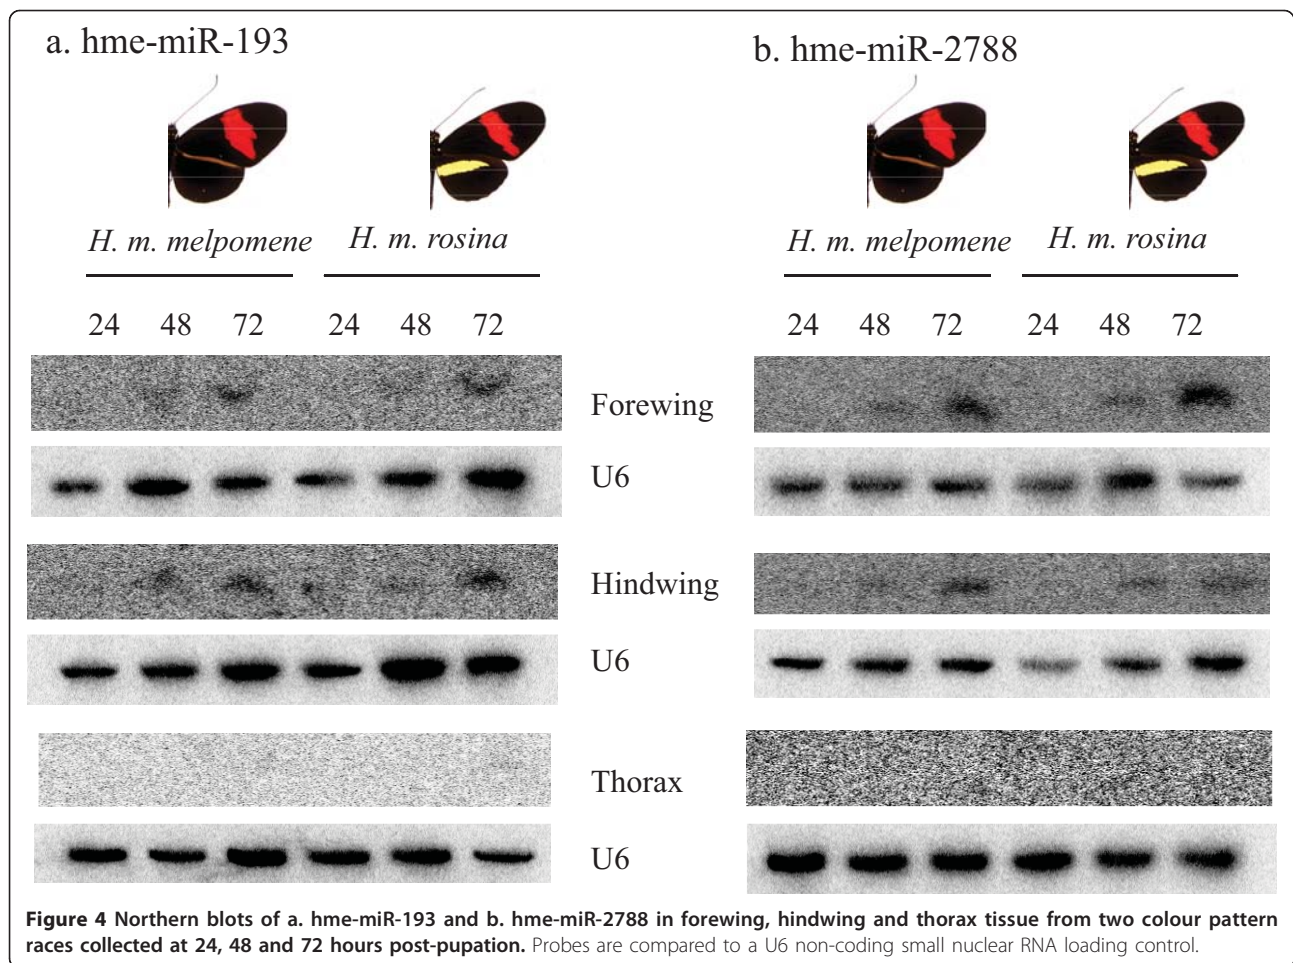 a. hme-miR-193
b. hme-miR-2788
H. m. melpomene H. m. rosina
H. m. melpomene H. m. rosina
24 48 72 24 48 72
24 48 72 24 48 72
Forewing
U6
Hindwing
U6
Thorax
U6
Figure 4 Northern blots of a. hme-miR-193 and b. hme-miR-2788 in forewing, hindwing and thorax tissue from two colour pattern
races collected at 24, 48 and 72 hours post-pupation. Probes are compared to a U6 non-coding small nuclear RNA loading control.